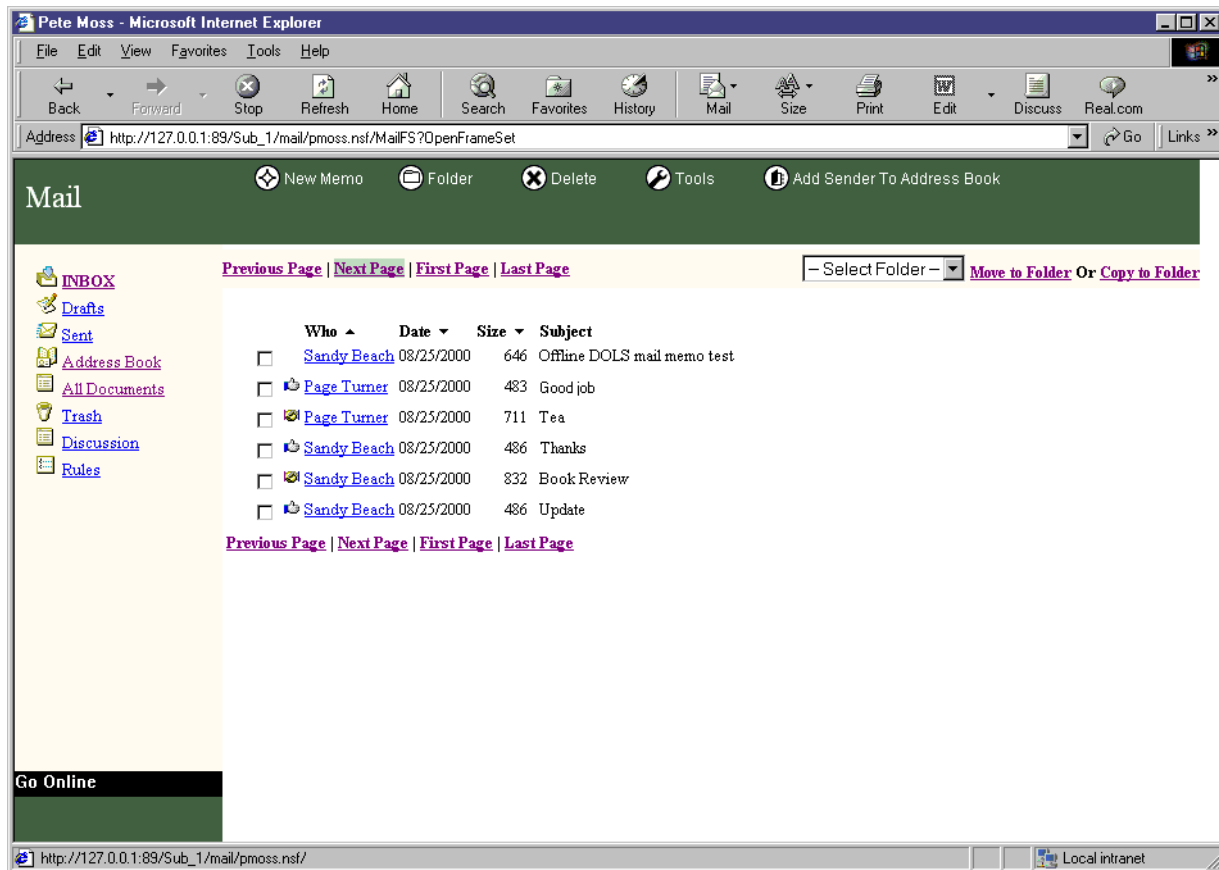 Pete Moss - Microsoft Internet Explorer
File Edit View Favorites Tools Help
Back Forward Stop Refresh Home Search Favorites History Mail Size Print Edit Discuss Real.com »
Address http://127.0.0.1:89/Sub_1/mail/pmoss.nsf/MailFS?OpenFrameSet Go Links »
Mail
New Memo Folder Delete Tools Add Sender To Address Book
Previous Page | Next Page | First Page | Last Page
– Select Folder – Move to Folder Or Copy to Folder
INBOX
Drafts
Sent
Address Book
All Documents
Trash
Discussion
Rules
Who Date Size Subject
Sandy Beach 08/25/2000 646 Offline DOLS mail memo test
Page Turner 08/25/2000 483 Good job
Page Turner 08/25/2000 711 Tea
Sandy Beach 08/25/2000 486 Thanks
Sandy Beach 08/25/2000 832 Book Review
Sandy Beach 08/25/2000 486 Update
Previous Page | Next Page | First Page | Last Page
Go Online
http://127.0.0.1:89/Sub_1/mail/pmoss.nsf/ Local intranet